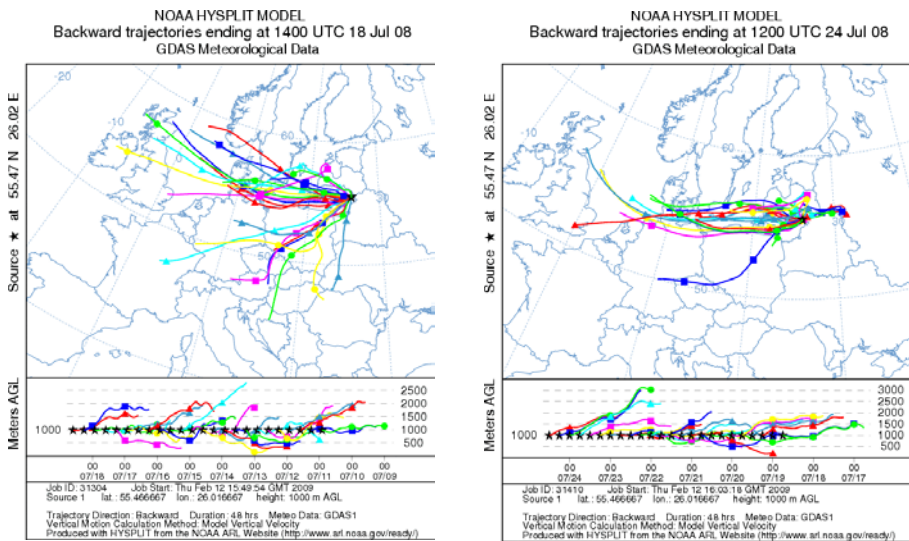 NOAA HYSPLIT MODEL
Backward trajectories ending at 1400 UTC 18 Jul 08
GDAS Meteorological Data
Source ★ at 55.47 N 26.02 E
-20
-10
0
60
50
Meters AGL
2500
2000
1500
1000
500
1000
00 00 00 00 00 00 00 00 00 00
07/18 07/17 07/16 07/15 07/14 07/13 07/12 07/11 07/10 07/09
Job ID: 31304 Job Start: Thu Feb 12 15:49:54 GMT 2009
Source 1 lat.: 55.466667 lon.: 26.016667 height: 1000 m AGL
Trajectory Direction: Backward Duration: 48 hrs Meteo Data: GDAS1
Vertical Motion Calculation Method: Model Vertical Velocity
Produced with HYSPLIT from the NOAA ARL Website (http://www.arl.noaa.gov/ready/)
NOAA HYSPLIT MODEL
Backward trajectories ending at 1200 UTC 24 Jul 08
GDAS Meteorological Data
Source ★ at 55.47 N 26.02 E
-20
-10
0
60
50
Meters AGL
3000
2500
2000
1500
1000
500
1000
00 00 00 00 00 00 00 00
07/24 07/23 07/22 07/21 07/20 07/19 07/18 07/17
Job ID: 31410 Job Start: Thu Feb 12 16:03:18 GMT 2009
Source 1 lat.: 55.466667 lon.: 26.016667 height: 1000 m AGL
Trajectory Direction: Backward Duration: 48 hrs Meteo Data: GDAS1
Vertical Motion Calculation Method: Model Vertical Velocity
Produced with HYSPLIT from the NOAA ARL Website (http://www.arl.noaa.gov/ready/)